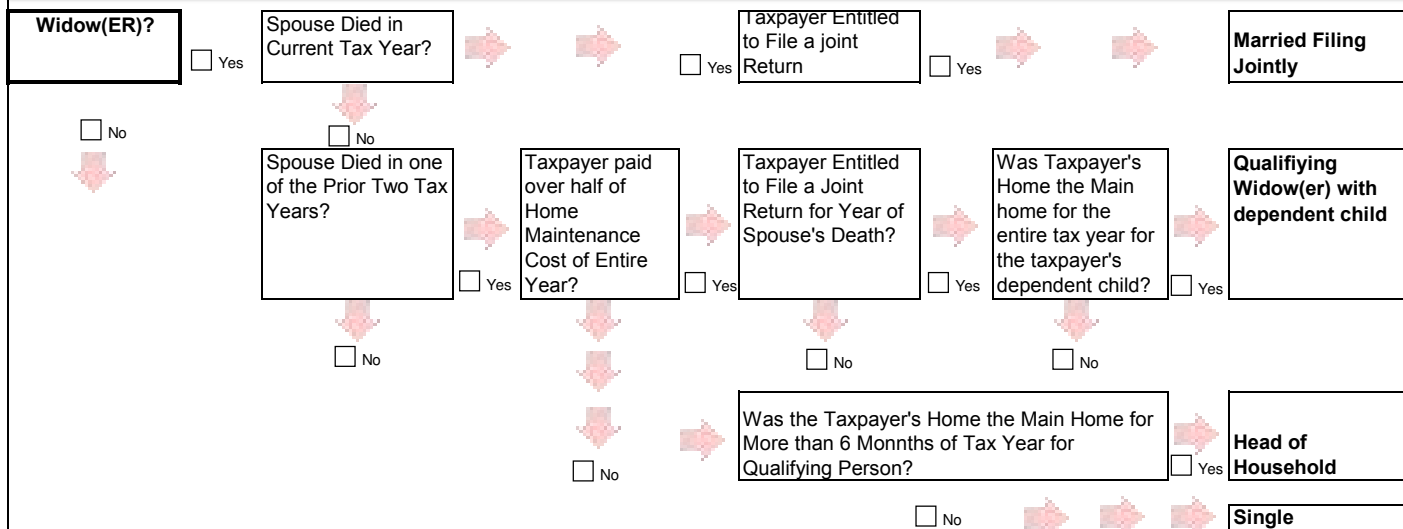 Widow(ER)?
Yes
Spouse Died in
Current Tax Year?
Yes
Taxpayer Entitled
to File a joint
Return
Yes
Married Filing
Jointly
No
No
Spouse Died in one
of the Prior Two Tax
Years?
Yes
Taxpayer paid
over half of
Home
Maintenance
Cost of Entire
Year?
Yes
Taxpayer Entitled
to File a Joint
Return for Year of
Spouse's Death?
Yes
Was Taxpayer's
Home the Main
home for the
entire tax year for
the taxpayer's
dependent child?
Yes
Qualifiying
Widow(er) with
dependent child
No
No
No
No
Was the Taxpayer's Home the Main Home for
More than 6 Monnths of Tax Year for
Qualifying Person?
Yes
Head of
Household
No
Single